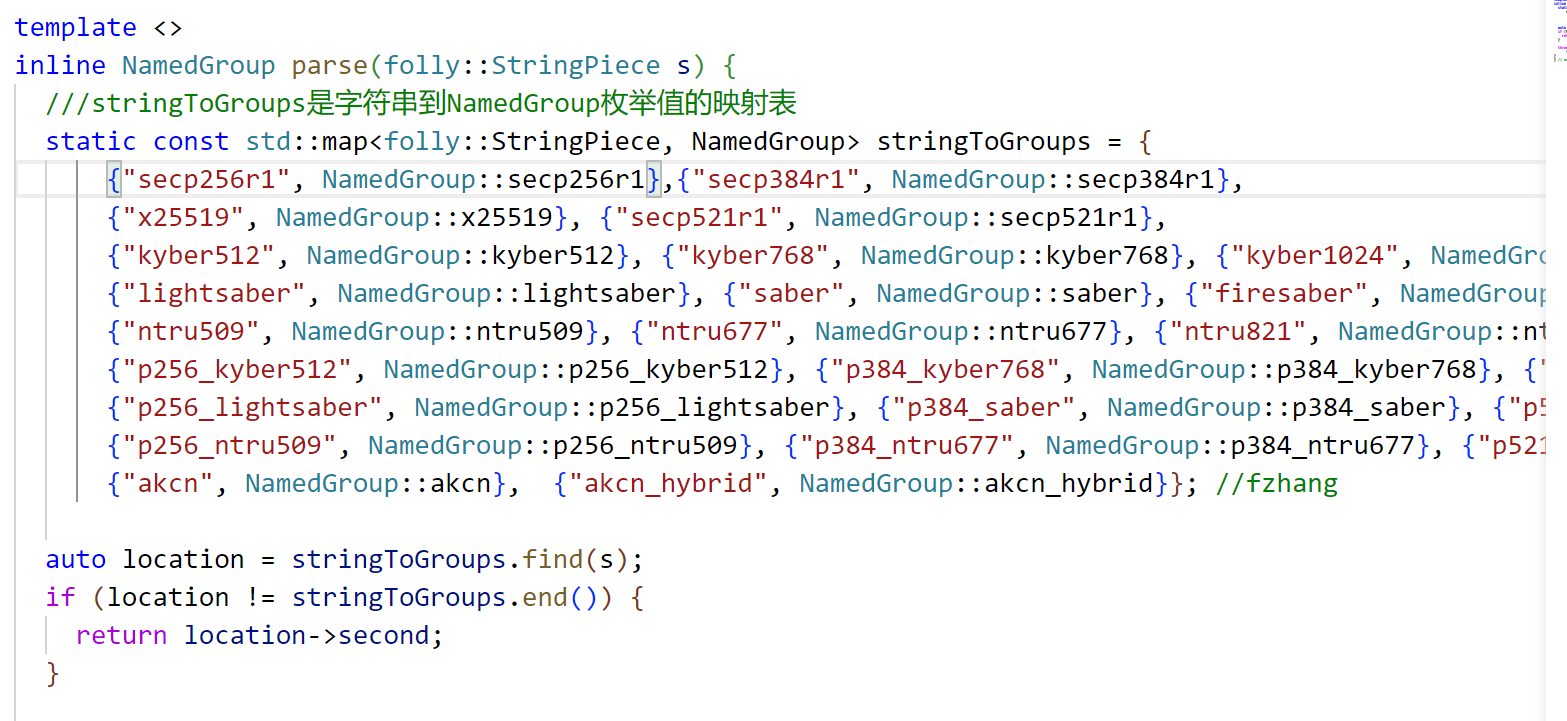 template <>
inline NamedGroup parse(folly::StringPiece s) {
///stringToGroups是字符串到NamedGroup枚举值的映射表
static const std::map<folly::StringPiece, NamedGroup> stringToGroups = {
{"secp256r1", NamedGroup::secp256r1},{"secp384r1", NamedGroup::secp384r1},
{"x25519", NamedGroup::x25519}, {"secp521r1", NamedGroup::secp521r1},
{"kyber512", NamedGroup::kyber512}, {"kyber768", NamedGroup::kyber768}, {"kyber1024", NamedGro
{"lightsaber", NamedGroup::lightsaber}, {"saber", NamedGroup::saber}, {"firesaber", NamedGroup
{"ntru509", NamedGroup::ntru509}, {"ntru677", NamedGroup::ntru677}, {"ntru821", NamedGroup::nt
{"p256_kyber512", NamedGroup::p256_kyber512}, {"p384_kyber768", NamedGroup::p384_kyber768}, {"
{"p256_lightsaber", NamedGroup::p256_lightsaber}, {"p384_saber", NamedGroup::p384_saber}, {"p5
{"p256_ntru509", NamedGroup::p256_ntru509}, {"p384_ntru677", NamedGroup::p384_ntru677}, {"p521
{"akcn", NamedGroup::akcn},  {"akcn_hybrid", NamedGroup::akcn_hybrid}}; //fzhang
auto location = stringToGroups.find(s);
if (location != stringToGroups.end()) {
return location->second;
}